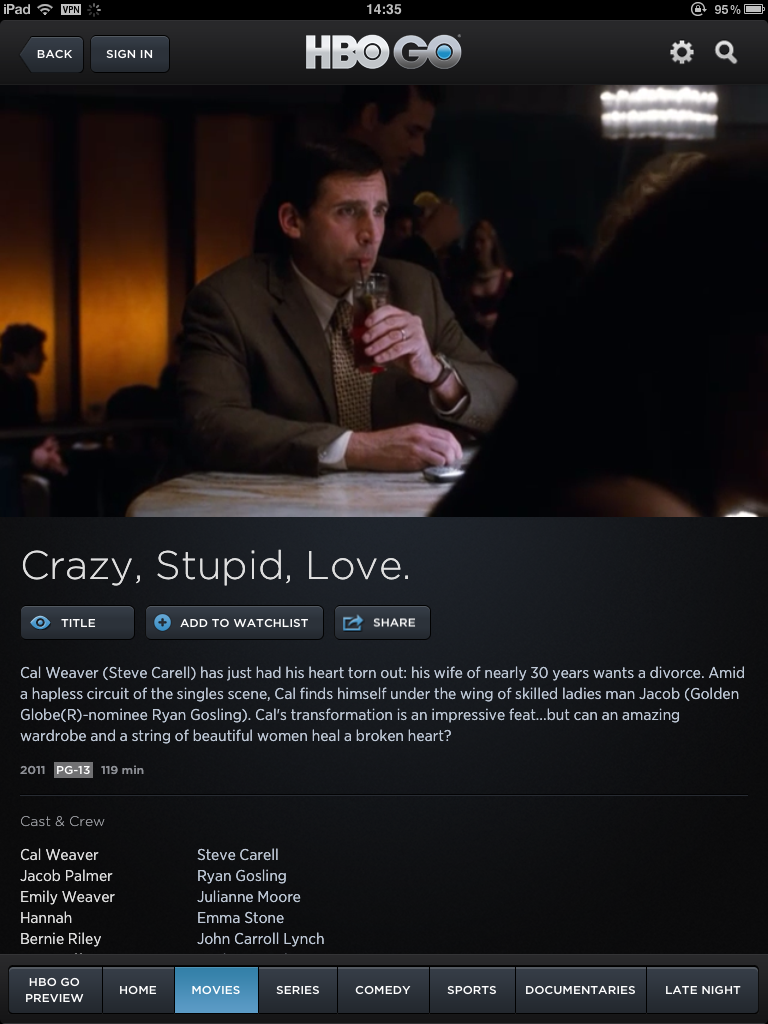 iPad VPN 14:35 95%
BACK SIGN IN HBO GO
Crazy, Stupid, Love.
TITLE ADD TO WATCHLIST SHARE
Cal Weaver (Steve Carell) has just had his heart torn out: his wife of nearly 30 years wants a divorce. Amid
a hapless circuit of the singles scene, Cal finds himself under the wing of skilled ladies man Jacob (Golden
Globe(R)-nominee Ryan Gosling). Cal's transformation is an impressive feat...but can an amazing
wardrobe and a string of beautiful women heal a broken heart?
2011 PG-13 119 min
Cast & Crew
Cal Weaver Steve Carell
Jacob Palmer Ryan Gosling
Emily Weaver Julianne Moore
Hannah Emma Stone
Bernie Riley John Carroll Lynch
HBO GO PREVIEW HOME MOVIES SERIES COMEDY SPORTS DOCUMENTARIES LATE NIGHT